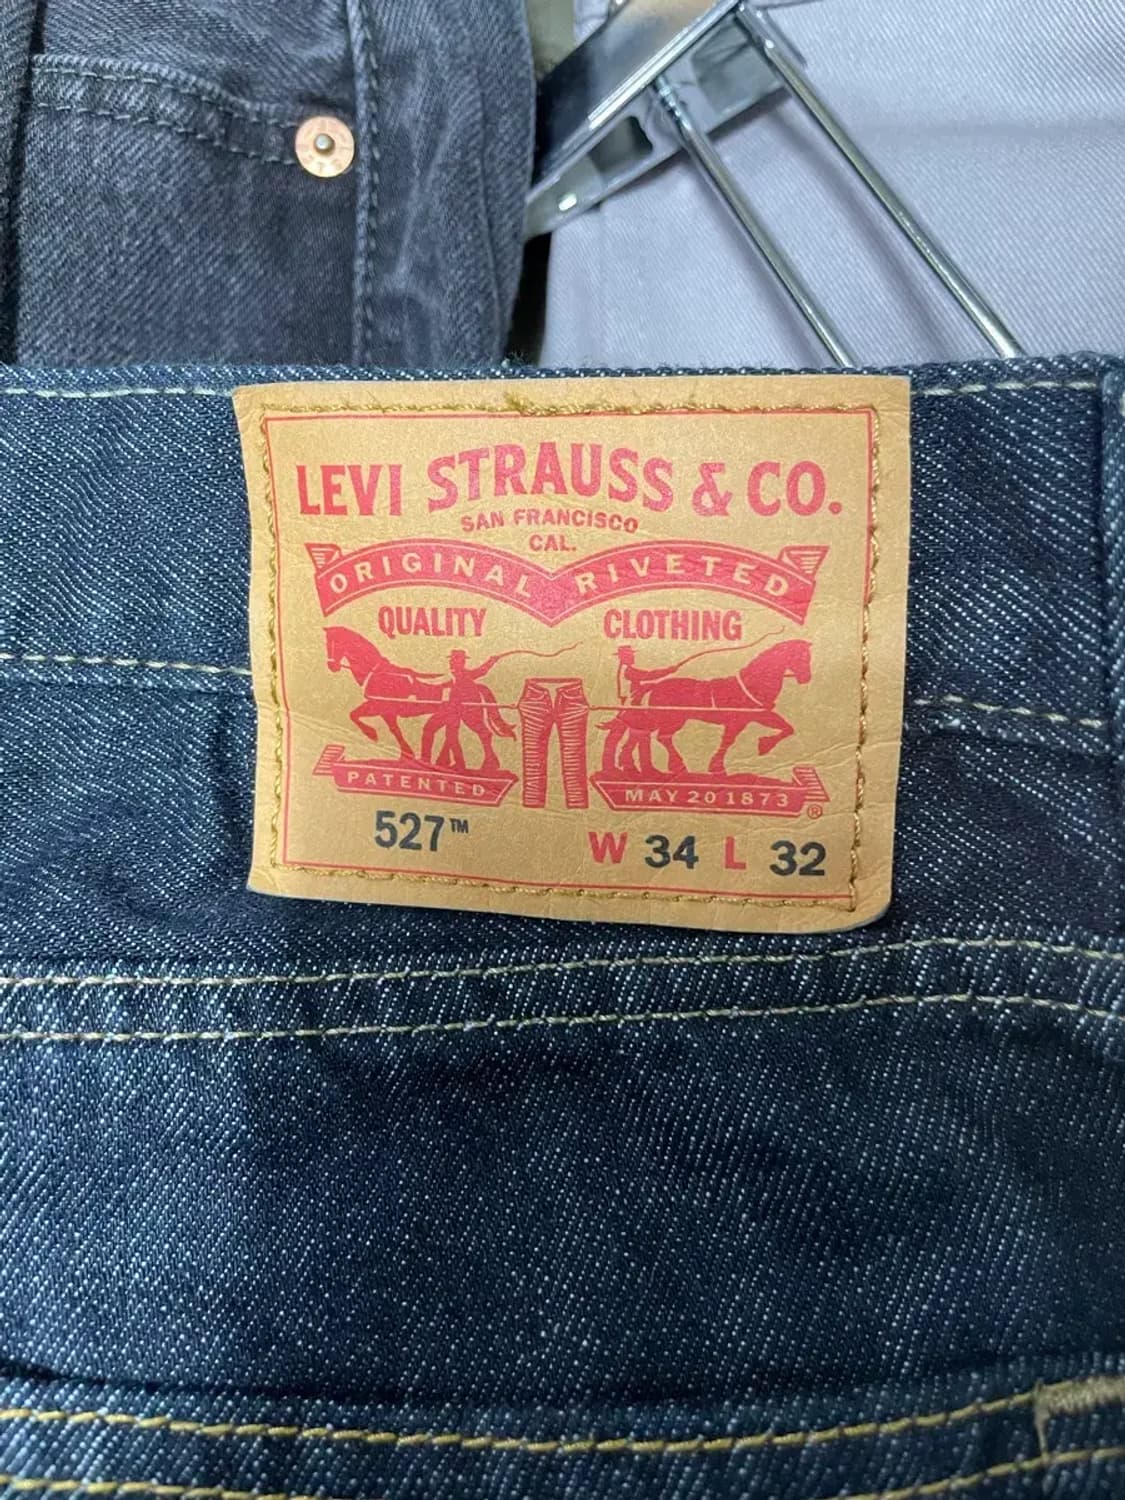 LEVI STRAUSS & CO.
SAN FRANCISCO
CAL.
ORIGINAL RIVETED
QUALITY CLOTHING
PATENTED MAY 20 1873 ®
527™ W 34 L 32